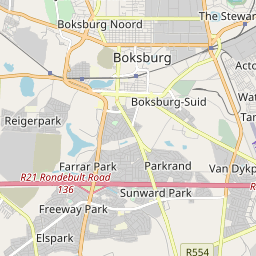 The Stewar
Boksburg Noord
Boksburg
Acto
Boksburg-Suid
Wat
Reigerpark
Tar
Farrar Park
Parkrand
Van Dykp
R21 Rondebult Road
136
Sunward Park
Freeway Park
Elspark
R554